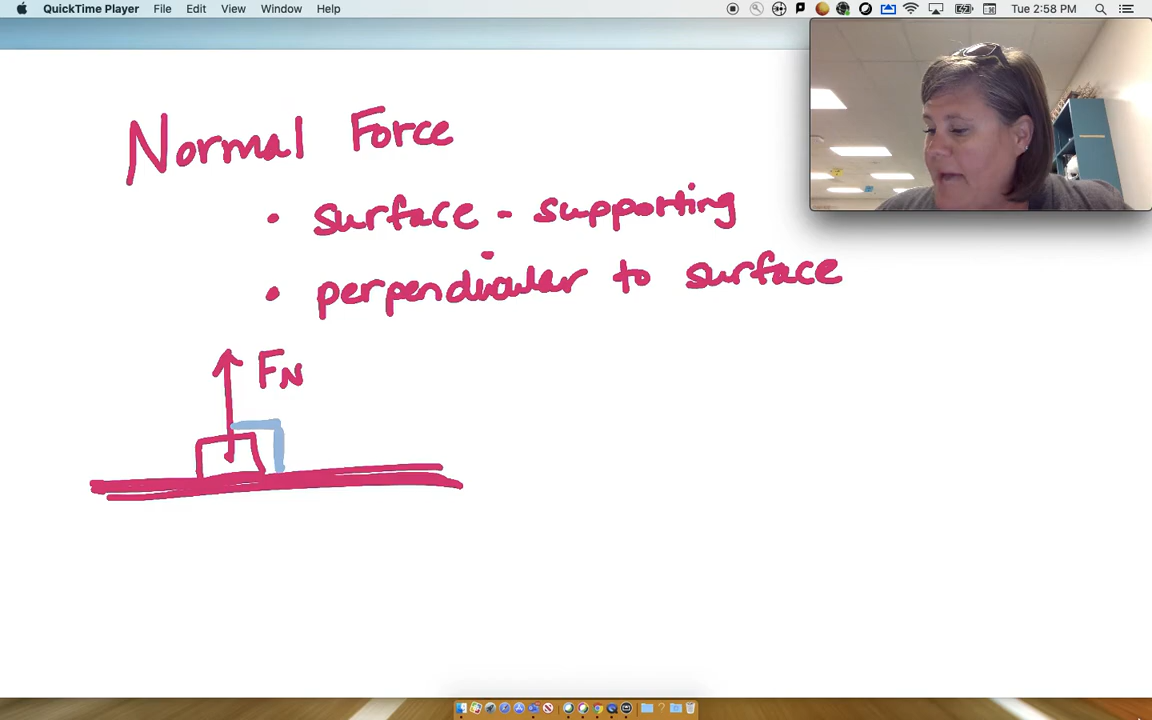 QuickTime Player File Edit View Window Help Tue 2:58 PM
Normal Force
• surface - supporting
• perpendicular to surface
FN